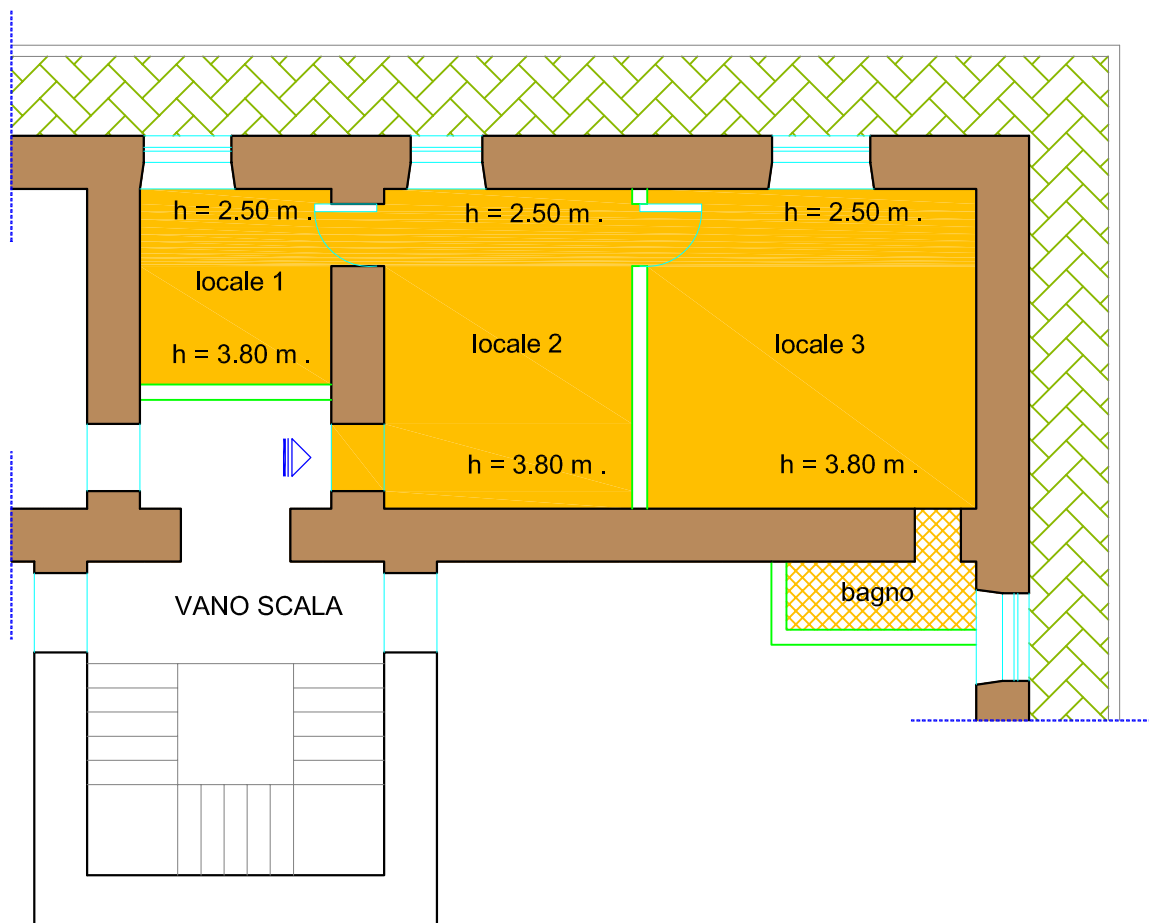 h = 2.50 m .
h = 2.50 m .
h = 2.50 m .
locale 1
locale 2
locale 3
h = 3.80 m .
h = 3.80 m .
h = 3.80 m .
bagno
VANO SCALA